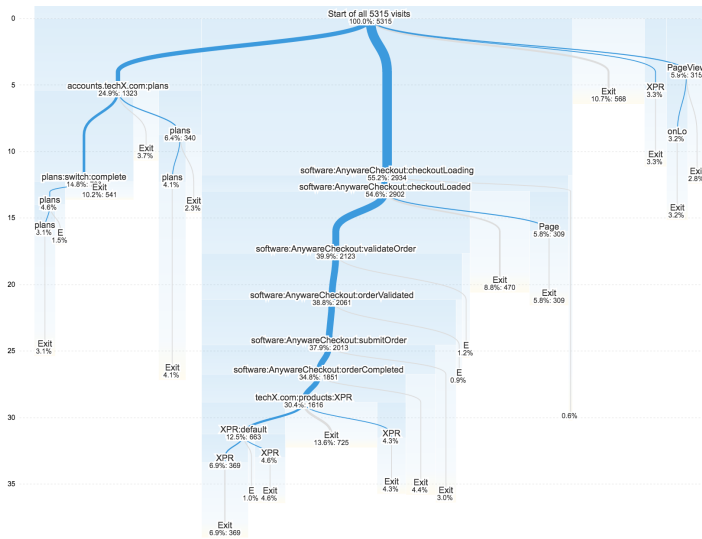 Start of all 5315 visits
100.0%: 5315
0
PageView
5.9%: 315
accounts.techX.com:plans
24.9%: 1323
5
Exit
10.7%: 568
XPR
3.3%
plans
6.4%: 340
onLo
3.2%
Exit
3.7%
Exit
3.3%
10
software:AnywareCheckout:checkoutLoading
55.2%: 2934
plans:switch:complete
14.8%:
plans
4.1%
Exit
2.8%
software:AnywareCheckout:checkoutLoaded
54.6%: 2902
Exit
10.2%: 541
plans
4.6%
Exit
2.3%
Exit
3.2%
15
plans
3.1%
E
1.5%
Page
5.8%: 309
software:AnywareCheckout:validateOrder
39.9%: 2123
Exit
8.8%: 470
20
software:AnywareCheckout:orderValidated
38.8%: 2061
Exit
5.8%: 309
software:AnywareCheckout:submitOrder
37.9%: 2013
Exit
3.1%
E
1.2%
25
software:AnywareCheckout:orderCompleted
34.8%: 1851
Exit
4.1%
E
0.9%
techX.com:products:XPR
30.4%: 1616
0.6%
30
XPR:default
12.5%: 663
Exit
13.6%: 725
XPR
4.3%
XPR
6.9%: 369
XPR
4.6%
35
E
1.0%
Exit
4.6%
Exit
4.3%
Exit
4.4%
Exit
3.0%
Exit
6.9%: 369